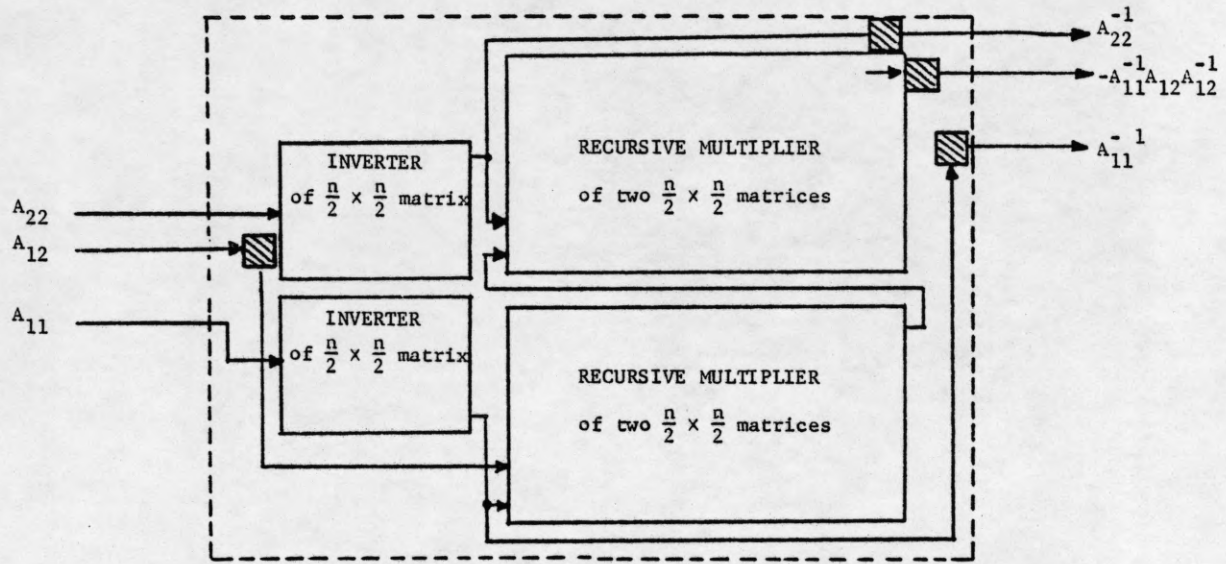 A₂₂⁻¹
-A₁₁⁻¹A₁₂A₁₂⁻¹
A₁₁⁻¹
INVERTER
of n/2 × n/2 matrix
RECURSIVE MULTIPLIER
of two n/2 × n/2 matrices
A₂₂
A₁₂
A₁₁
INVERTER
of n/2 × n/2 matrix
RECURSIVE MULTIPLIER
of two n/2 × n/2 matrices